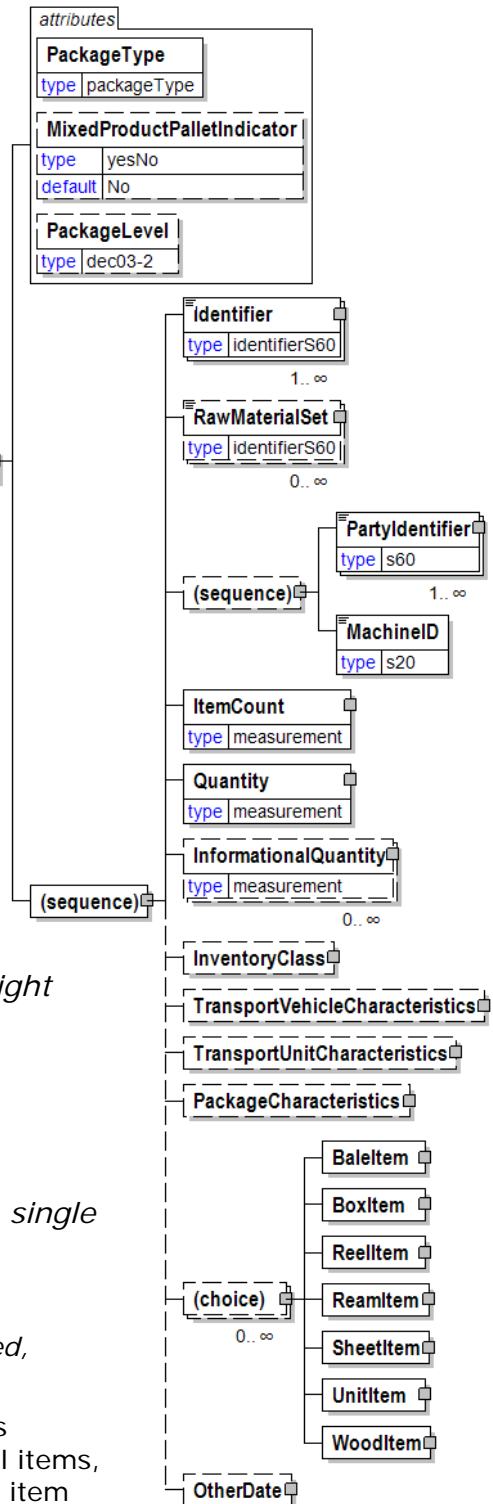 attributes
PackageType
type packageType
MixedProductPalletIndicator
type yesNo
default No
PackageLevel
type dec03-2
Identifier
type identifierS60
1.. ∞
RawMaterialSet
type identifierS60
0.. ∞
(sequence)
PartyIdentifier
type s60
1.. ∞
MachineID
type s20
ItemCount
type measurement
Quantity
type measurement
InformationalQuantity
type measurement
0.. ∞
(sequence)
InventoryClass
TransportVehicleCharacteristics
TransportUnitCharacteristics
PackageCharacteristics
(choice)
0.. ∞
BaleItem
BoxItem
ReelItem
ReamItem
SheetItem
UnitItem
WoodItem
OtherDate
ight
single
ed,
s
l items,
item